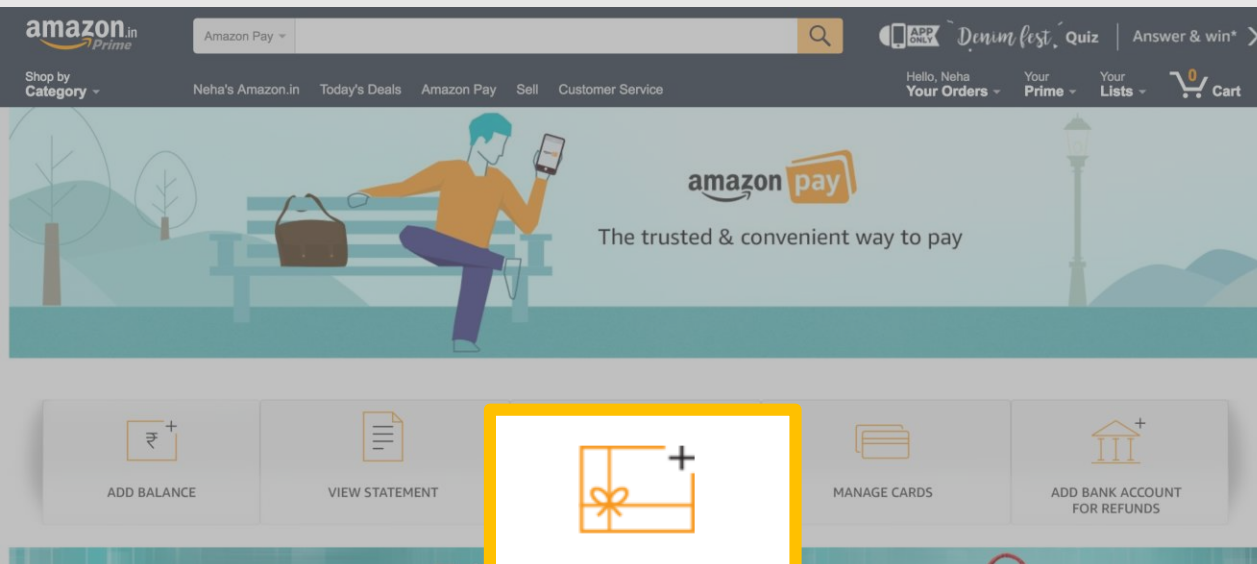 amazon.in
Prime
Amazon Pay
APP ONLY Denim fest Quiz | Answer & win*
Shop by
Category
Neha's Amazon.in Today's Deals Amazon Pay Sell Customer Service
Hello, Neha
Your Orders
Your
Prime
Your
Lists
0
Cart
amazon pay
The trusted & convenient way to pay
₹+
ADD BALANCE
VIEW STATEMENT
MANAGE CARDS
ADD BANK ACCOUNT
FOR REFUNDS